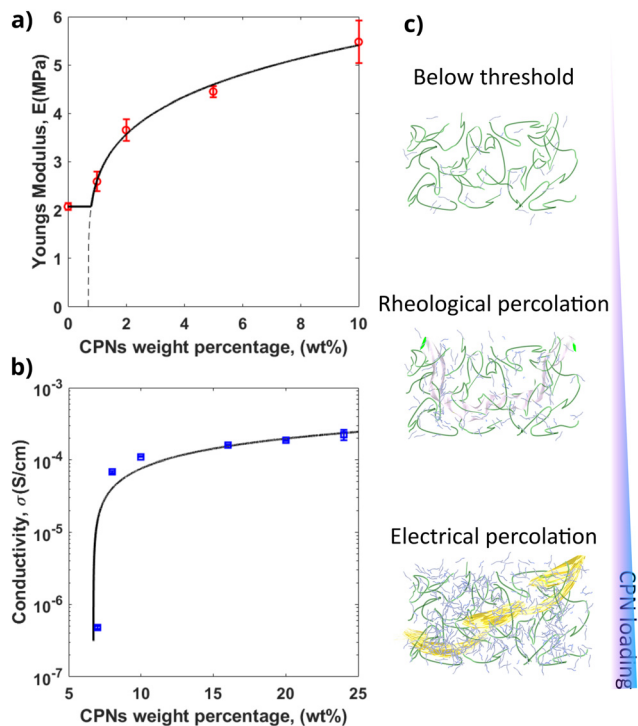 a)
Youngs Modulus, E(MPa)
6
5
4
3
2
1
0
0 2 4 6 8 10
CPNs weight percentage, (wt%)
b)
Conductivity, σ(S/cm)
10-3
10-4
10-5
10-6
10-7
5 10 15 20 25
CPNs weight percentage, (wt%)
c)
Below threshold
Rheological percolation
Electrical percolation
CPN loading